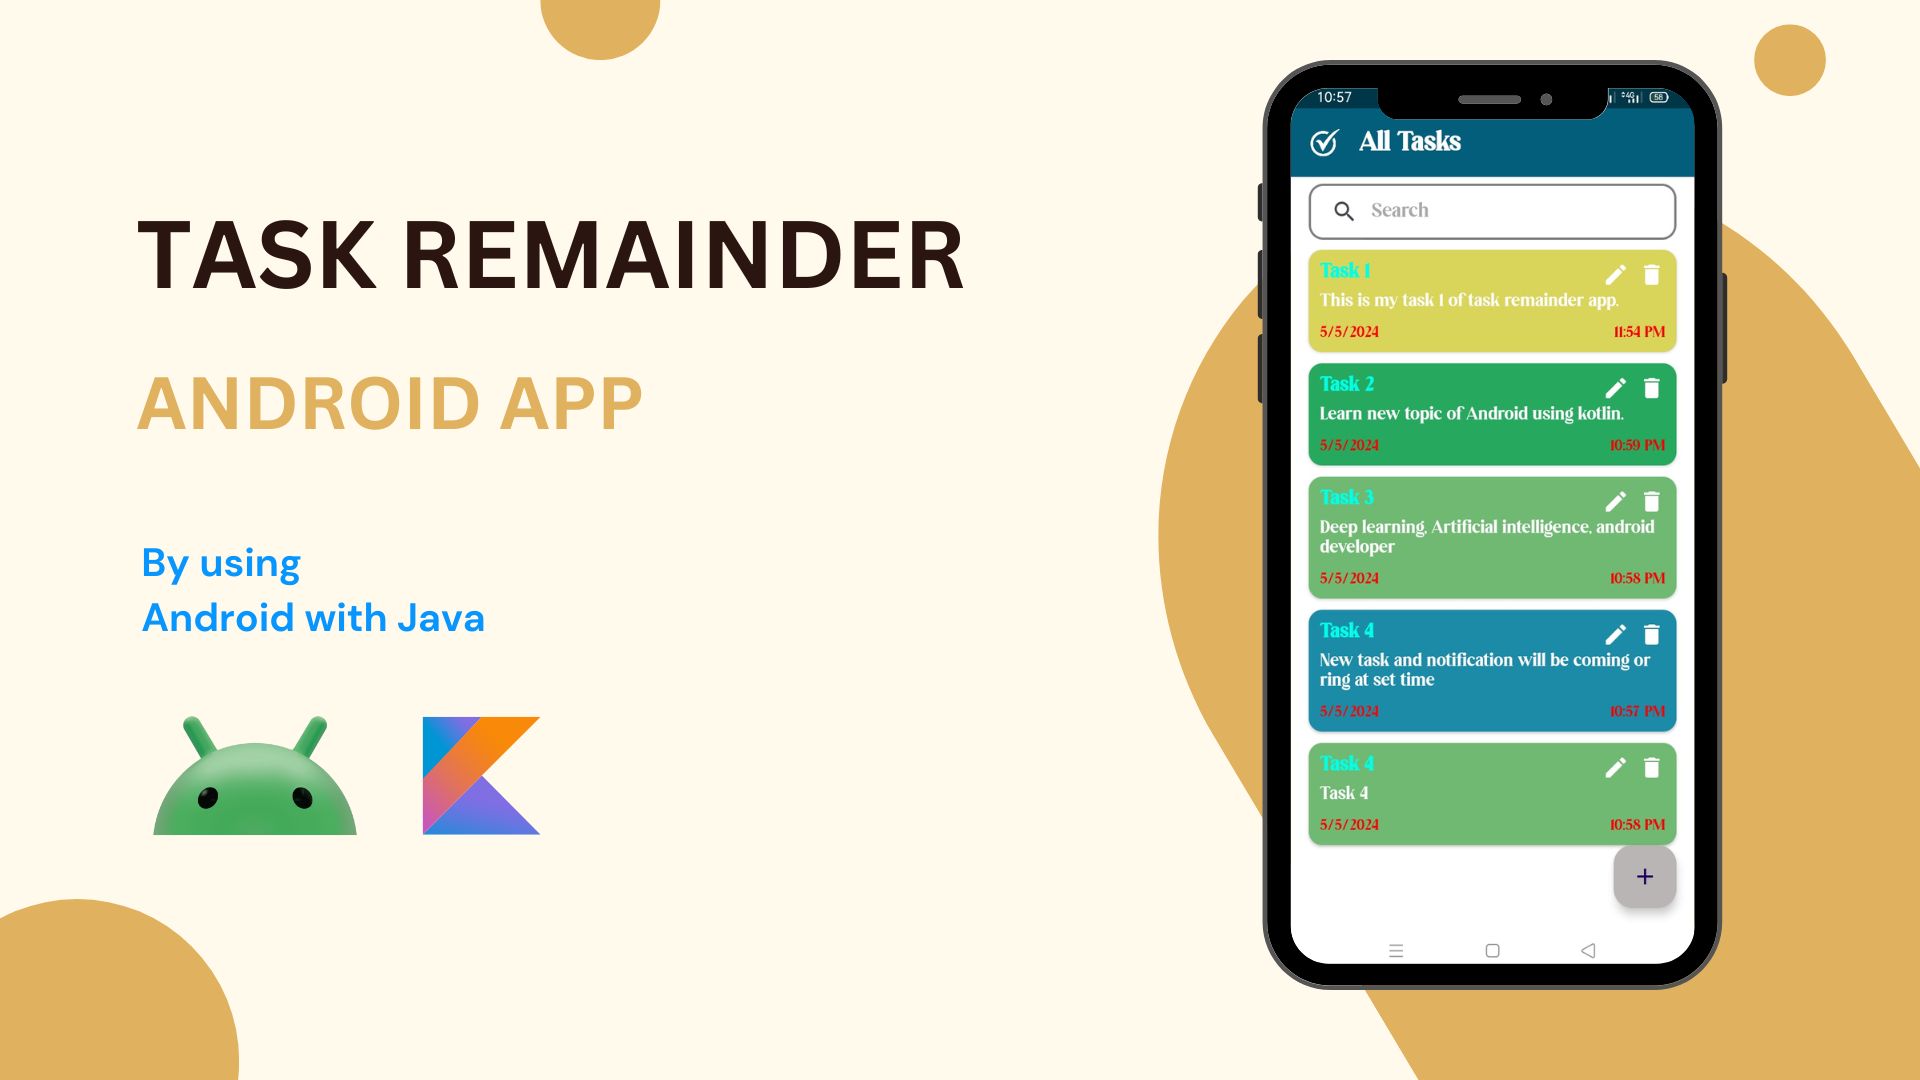 TASK REMAINDER
ANDROID APP
By using
Android with Java
10:57
4G
58
All Tasks
Search
Task 1
This is my task 1 of task remainder app.
5/5/2024
11:54 PM
Task 2
Learn new topic of Android using kotlin.
5/5/2024
10:59 PM
Task 3
Deep learning, Artificial intelligence, android
developer
5/5/2024
10:58 PM
Task 4
New task and notification will be coming or
ring at set time
5/5/2024
10:57 PM
Task 4
Task 4
5/5/2024
10:58 PM
+